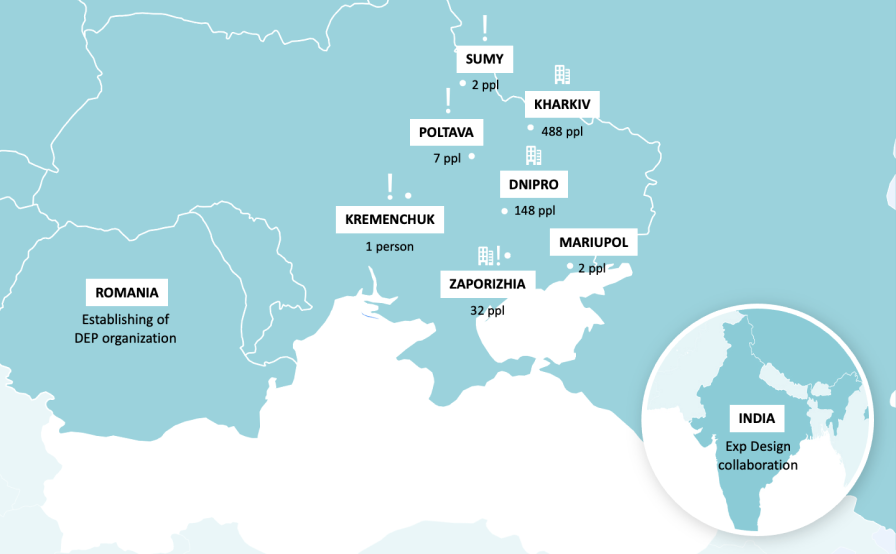 SUMY
2 ppl
KHARKIV
488 ppl
POLTAVA
7 ppl
DNIPRO
148 ppl
KREMENCHUK
1 person
MARIUPOL
2 ppl
ZAPORIZHIA
32 ppl
ROMANIA
Establishing of
DEP organization
INDIA
Exp Design
collaboration